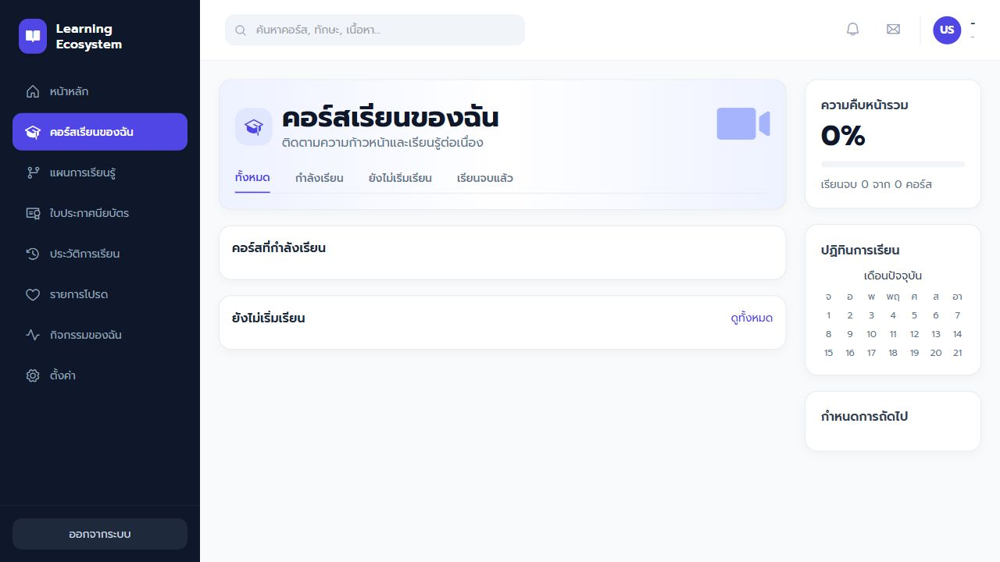 Learning
Ecosystem
หน้าหลัก
คอร์สเรียนของฉัน
แผนการเรียนรู้
ใบประกาศนียบัตร
ประวัติการเรียน
รายการโปรด
กิจกรรมของฉัน
ตั้งค่า
ออกจากระบบ
ค้นหาคอร์ส, ทักษะ, เนื้อหา...
US
-
-
คอร์สเรียนของฉัน
ติดตามความก้าวหน้าและเรียนรู้ต่อเนื่อง
ทั้งหมด กำลังเรียน ยังไม่เริ่มเรียน เรียนจบแล้ว
คอร์สที่กำลังเรียน
ยังไม่เริ่มเรียน ดูทั้งหมด
ความคืบหน้ารวม
0%
เรียนจบ 0 จาก 0 คอร์ส
ปฏิทินการเรียน
เดือนปัจจุบัน
จ อ พ พฤ ศ ส อา
1 2 3 4 5 6 7
8 9 10 11 12 13 14
15 16 17 18 19 20 21
กำหนดการถัดไป